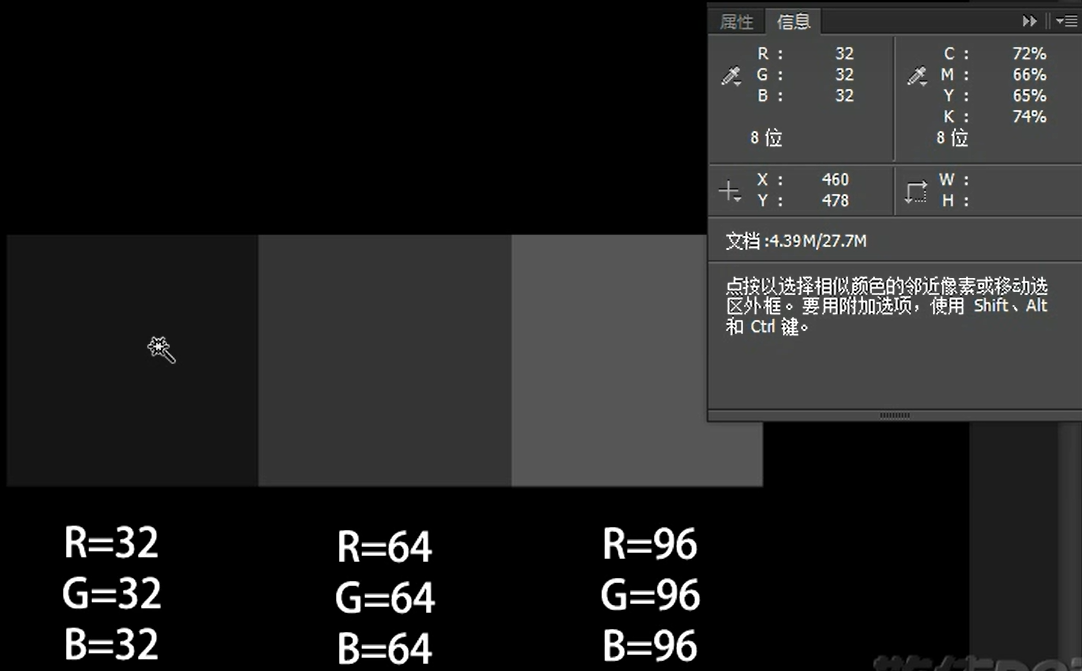 属性 信息
R : 32 C : 72%
G : 32 M : 66%
B : 32 Y : 65%
K : 74%
8 位 8 位
X : 460 W :
Y : 478 H :
文档:4.39M/27.7M
点按以选择相似颜色的邻近像素或移动选
区外框。要用附加选项，使用 Shift、Alt
和 Ctrl 键。
R=32 R=64 R=96
G=32 G=64 G=96
B=32 B=64 B=96